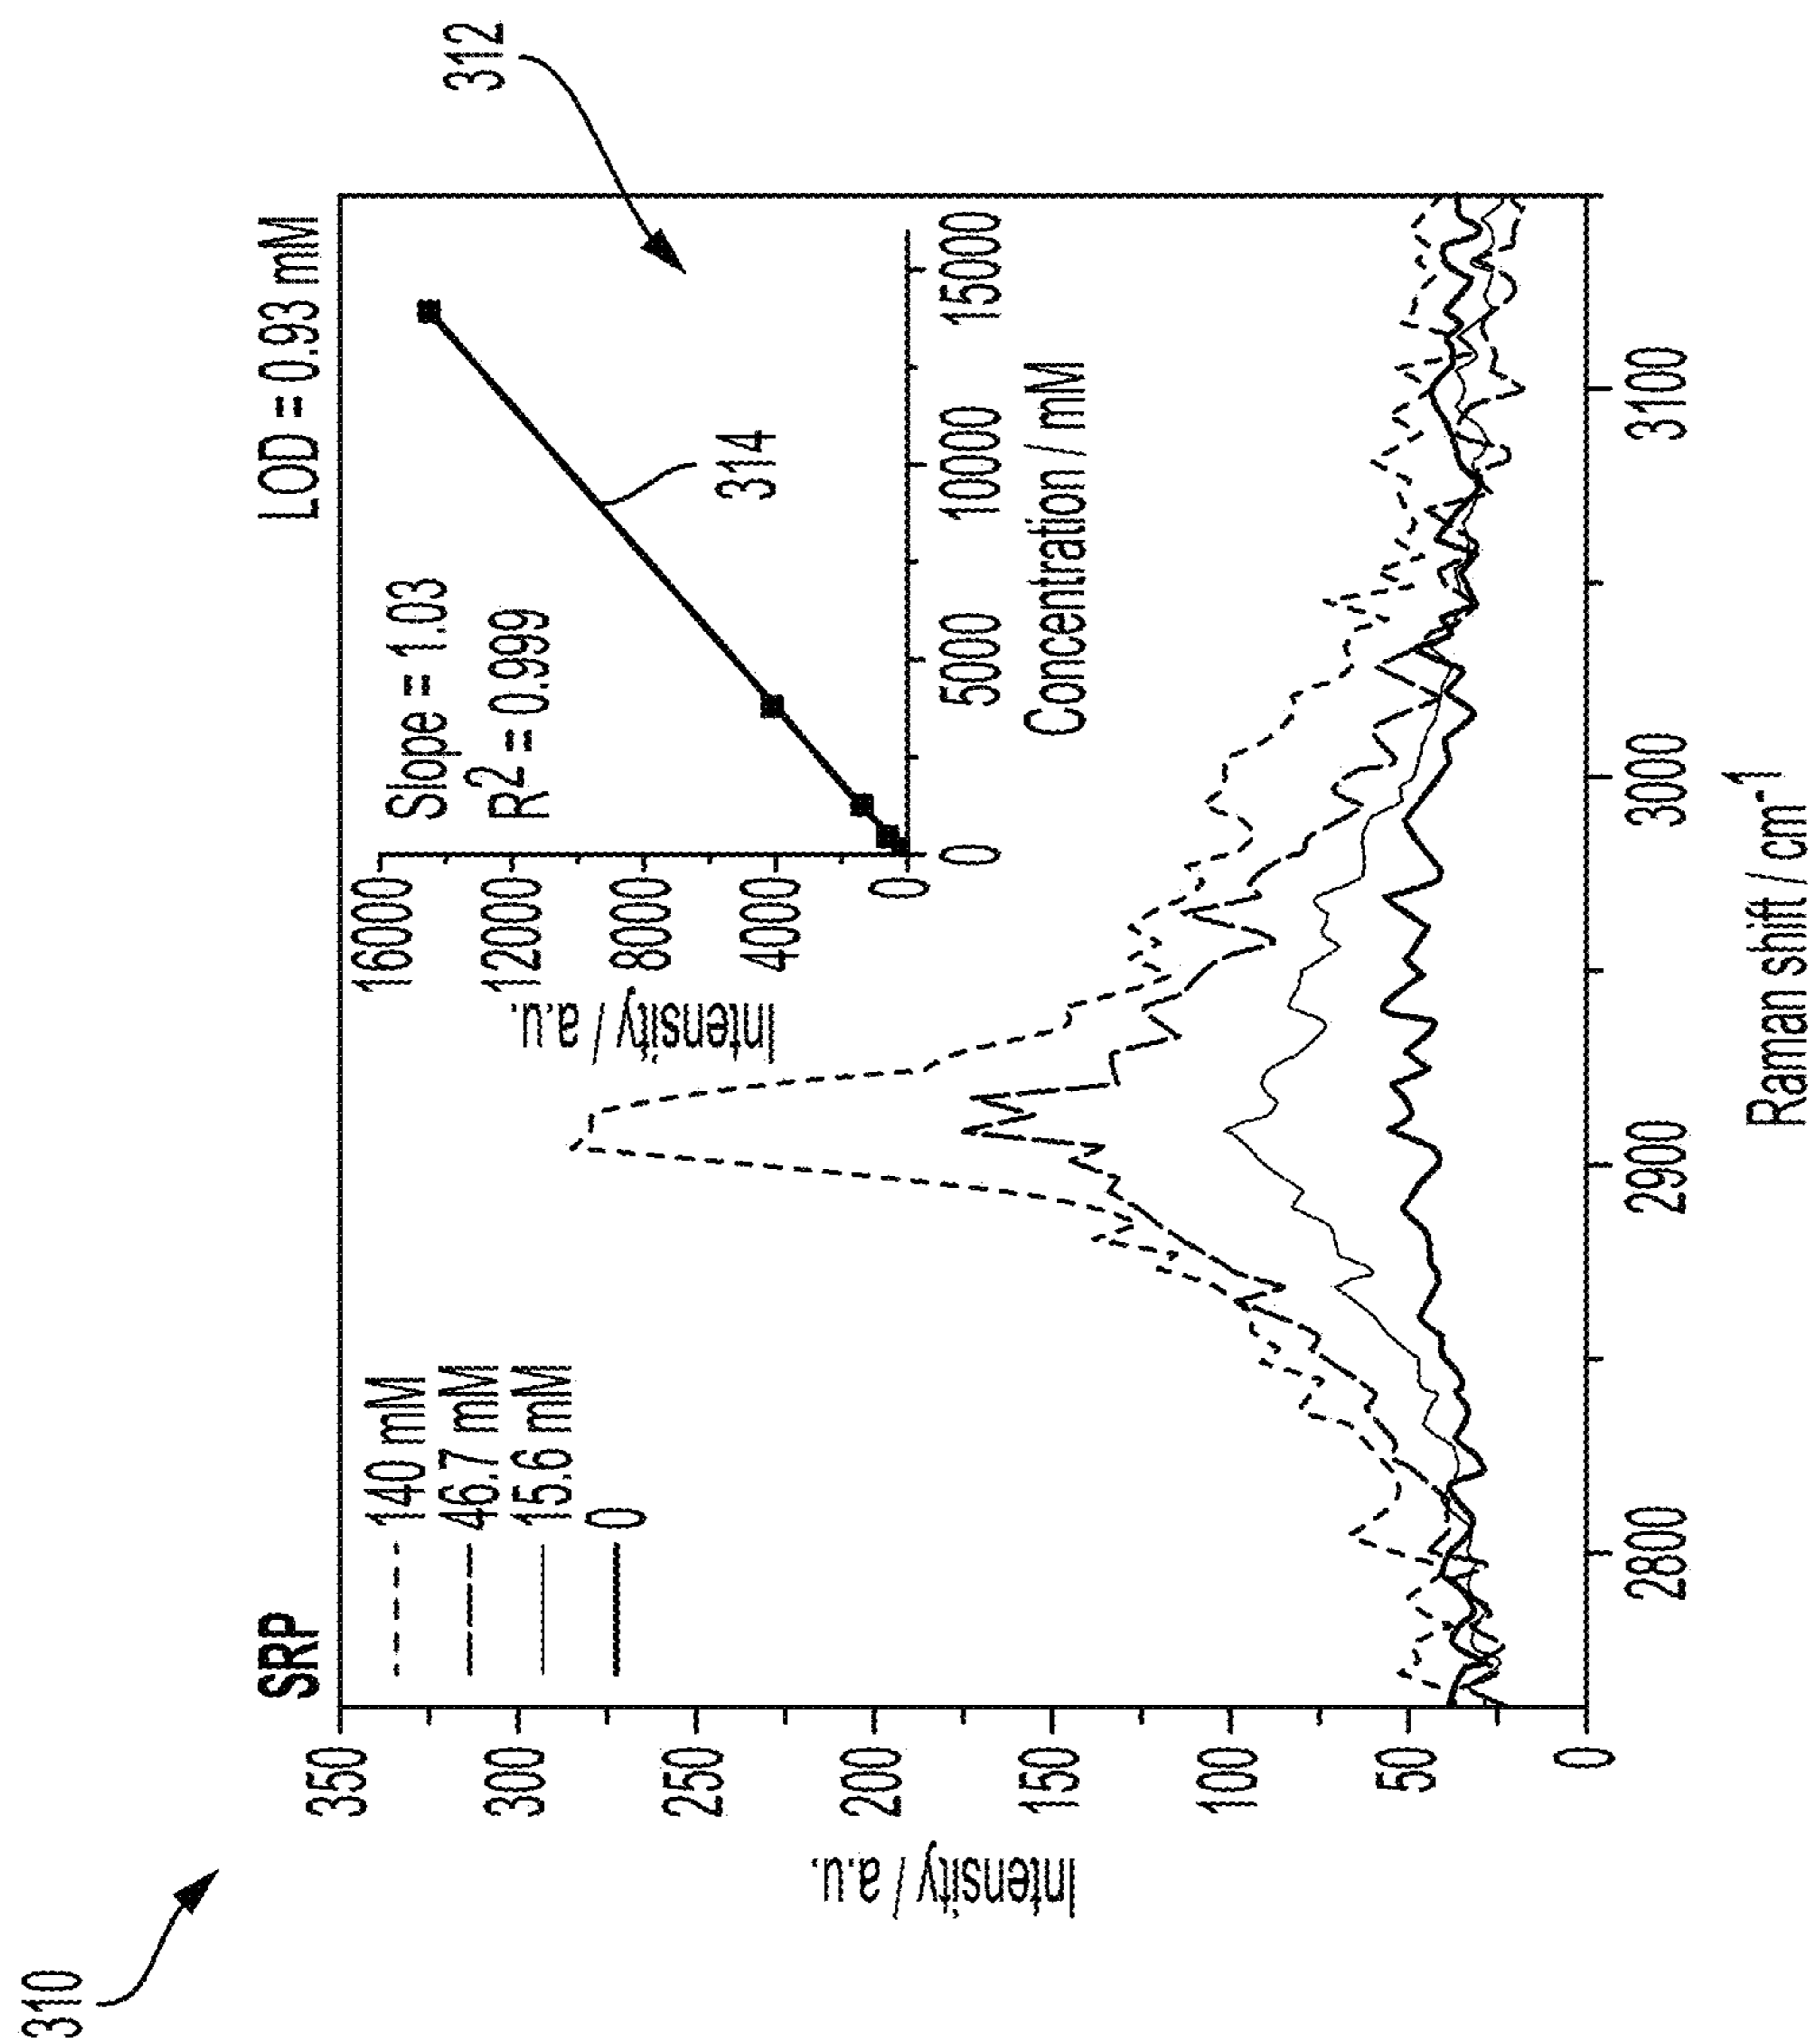 310
SRP
LOD = 0.93 mM
140 mM
46.7 mM
15.6 mM
0
Slope = 1.03
R2 = 0.999
312
314
16000
12000
8000
4000
0
Intensity / a.u.
0
5000
10000
15000
Concentration / mM
350
300
250
200
150
100
50
0
Intensity / a.u.
2800
2900
3000
3100
Raman shift / cm-1